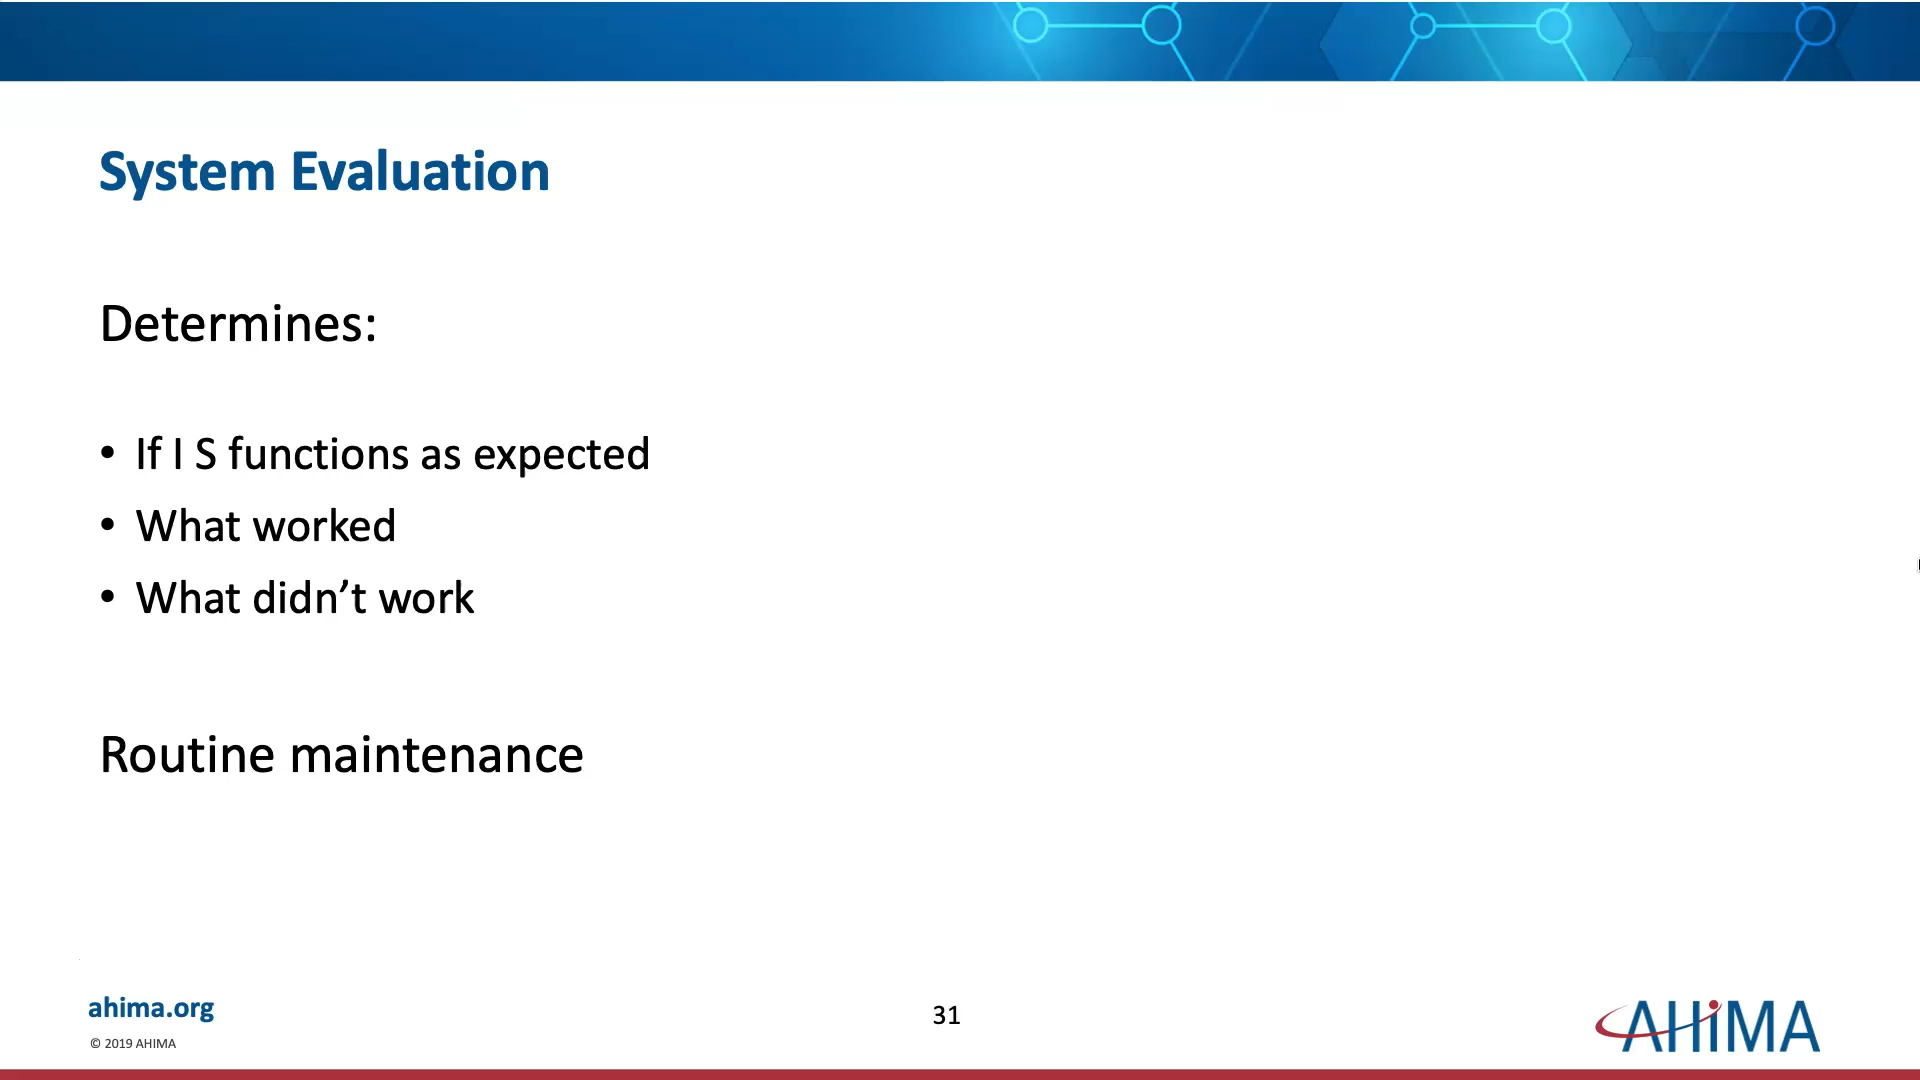 System Evaluation
Determines:
• If I S functions as expected
• What worked
• What didn’t work
Routine maintenance
ahima.org
31
© 2019 AHIMA
AHiMA